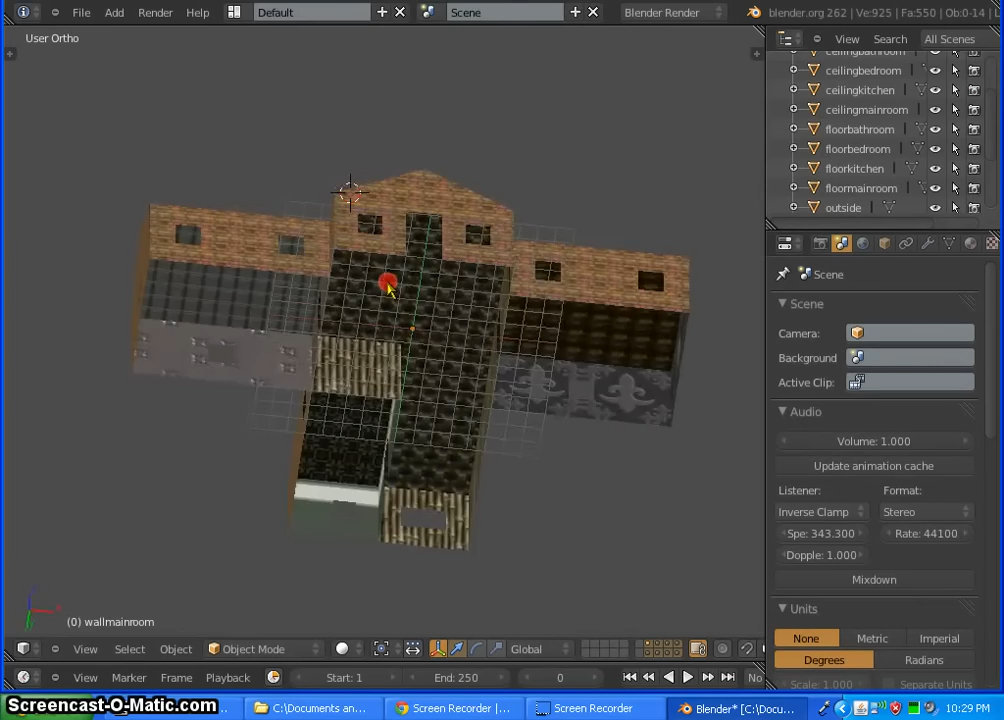 Add Render Help Default Scene Blender Render blender.org 262 | Ve:925 | Fa:550 | Ob:0-14 | L
User Ortho
View Search All Scenes
ceilingbathroom
ceilingbedroom
ceilingkitchen
ceilingmainroom
floorbathroom
floorbedroom
floorkitchen
floormainroom
outside
Scene
Scene
Camera:
Background
Active Clip:
Audio
Volume: 1.000
Update animation cache
Listener: Format:
Inverse Clamp Stereo
Spe: 343.300 Rate: 44100
Dopple: 1.000
Mixdown
Units
None Metric Imperial
Degrees Radians
Scale: 1.000 Separate Units
(0) wallmainroom
View Select Object Object Mode Global
View Marker Frame Playback Start: 1 End: 250 0 No
Screencast-O-Matic.com
C:\Documents an... Screen Recorder |... Screen Recorder Blender* [C:\Docu... 10:29 PM